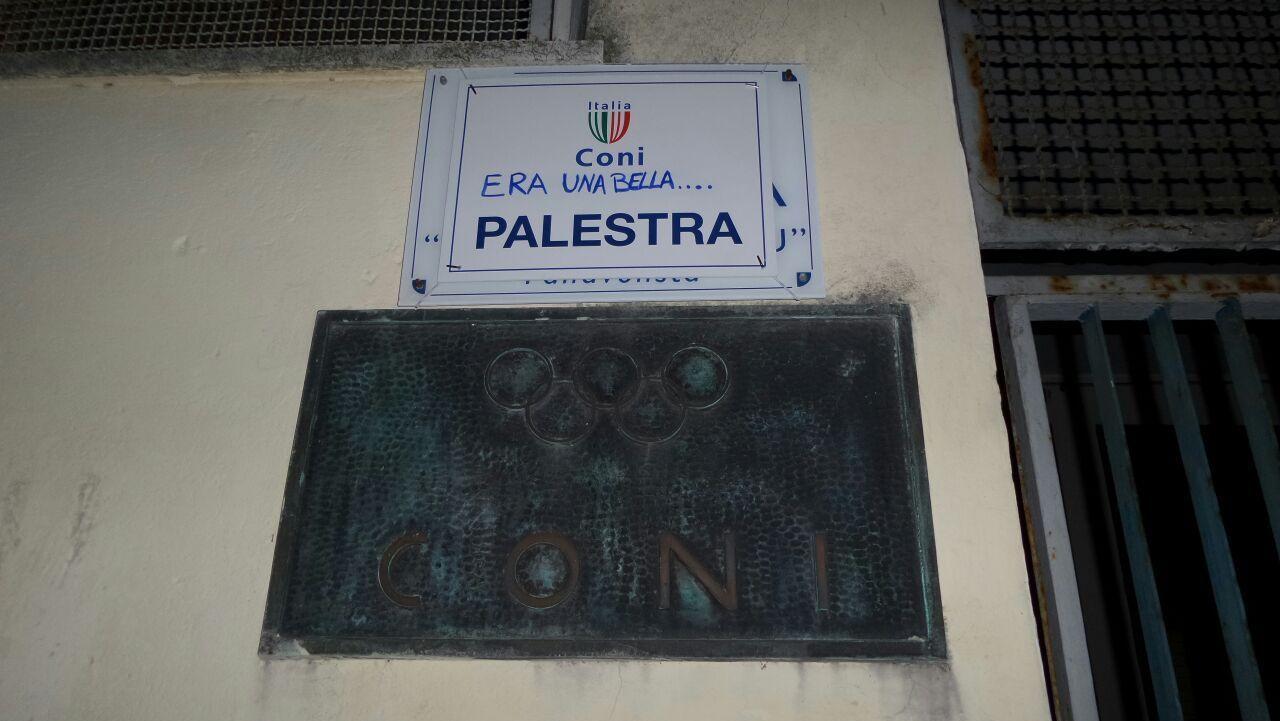 Italia
Coni
ERA UNA BELLA....
PALESTRA
CONI